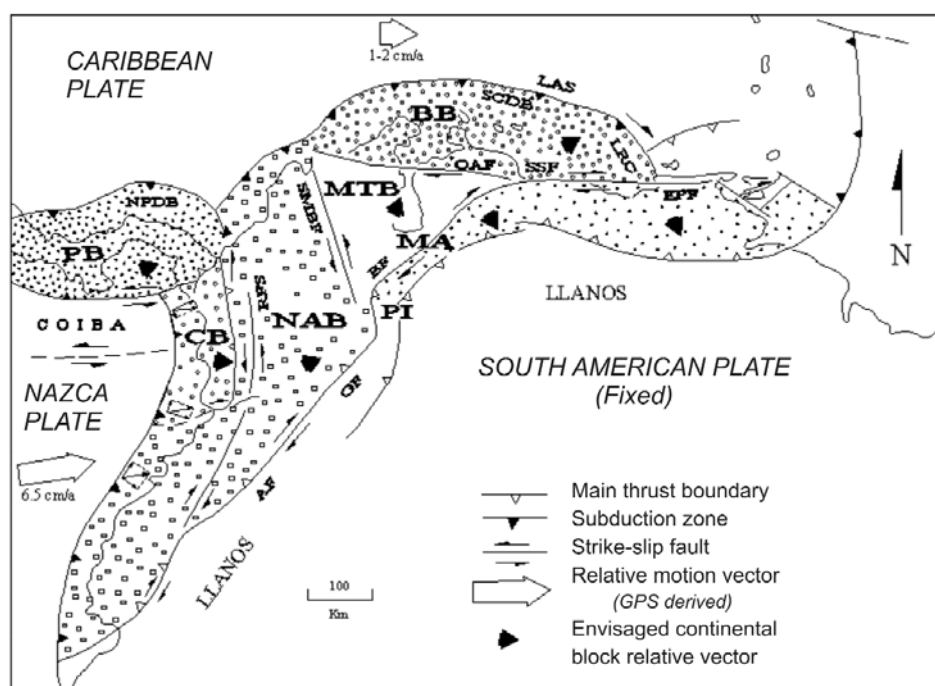 1-2 cm/a
CARIBBEAN
PLATE
LAS
SCDB
BB
LRC
OAF
SSF
MTB
EPF
NPDB
SMBF
PB
MA
BF
N
LLANOS
SRFS
PI
COIBA
CB
NAB
SOUTH AMERICAN PLATE
(Fixed)
NAZCA
PLATE
GF
6.5 cm/a
AF
LLANOS
100
Km
Main thrust boundary
Subduction zone
Strike-slip fault
Relative motion vector
(GPS derived)
Envisaged continental
block relative vector